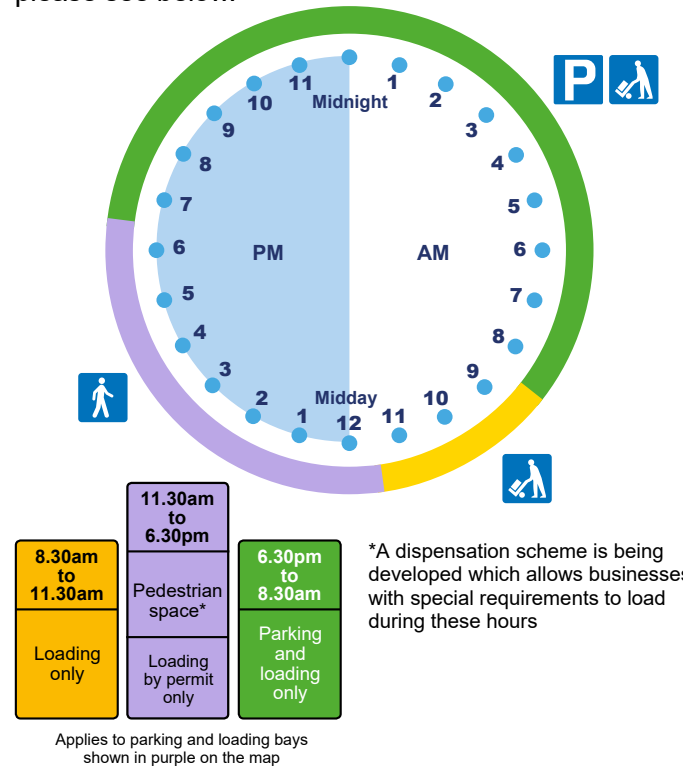 please see below.
11
1
10
Midnight
2
9
3
8
4
7
5
6
PM
AM
6
5
7
4
8
3
9
2
Midday
10
1
12
11
P
11.30am
to
6.30pm
Pedestrian
space*
Loading
by permit
only
8.30am
to
11.30am
Loading
only
6.30pm
to
8.30am
Parking
and
loading
only
*A dispensation scheme is being
developed which allows businesses
with special requirements to load
during these hours
Applies to parking and loading bays
shown in purple on the map